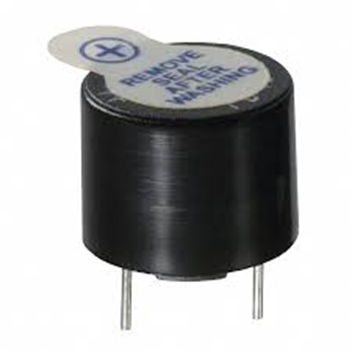 +
REMOVE
SEAL
AFTER
WASHING